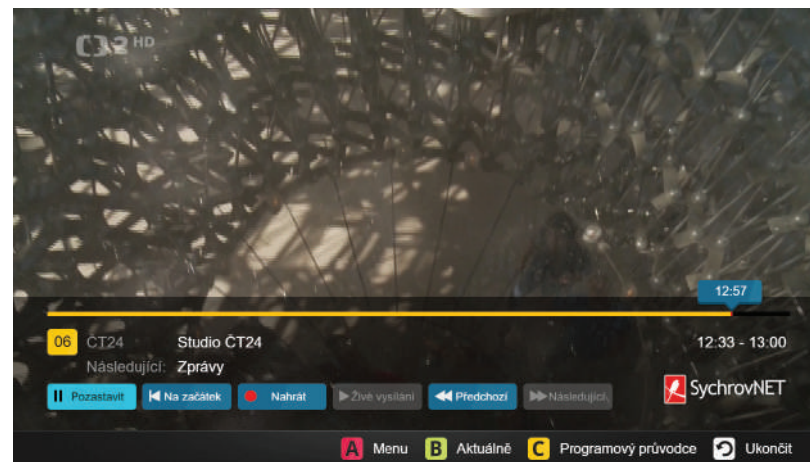 ČT2 HD
12:57
06 ČT24 Studio ČT24 12:33 - 13:00
Následující: Zprávy
Pozastavit Na začátek Nahrát Živé vysílání Předchozí Následující
SychrovNET
A Menu B Aktuálně C Programový průvodce Ukončit